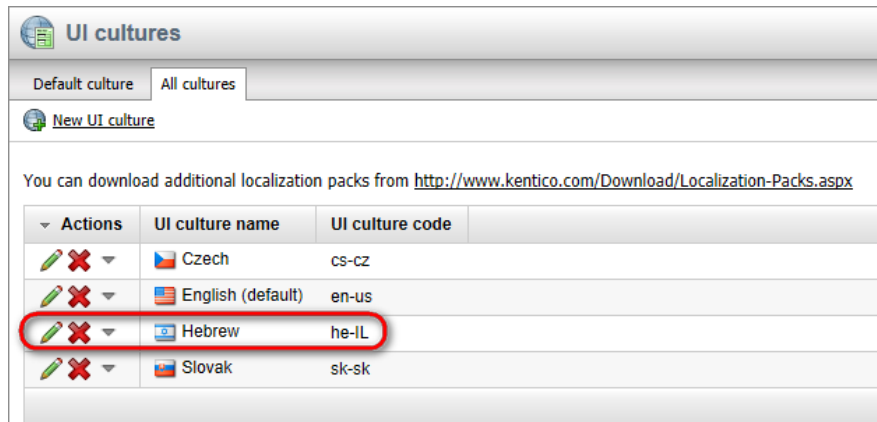 UI cultures
Default culture All cultures
New UI culture
You can download additional localization packs from http://www.kentico.com/Download/Localization-Packs.aspx
Actions UI culture name UI culture code
Czech cs-cz
English (default) en-us
Hebrew he-IL
Slovak sk-sk